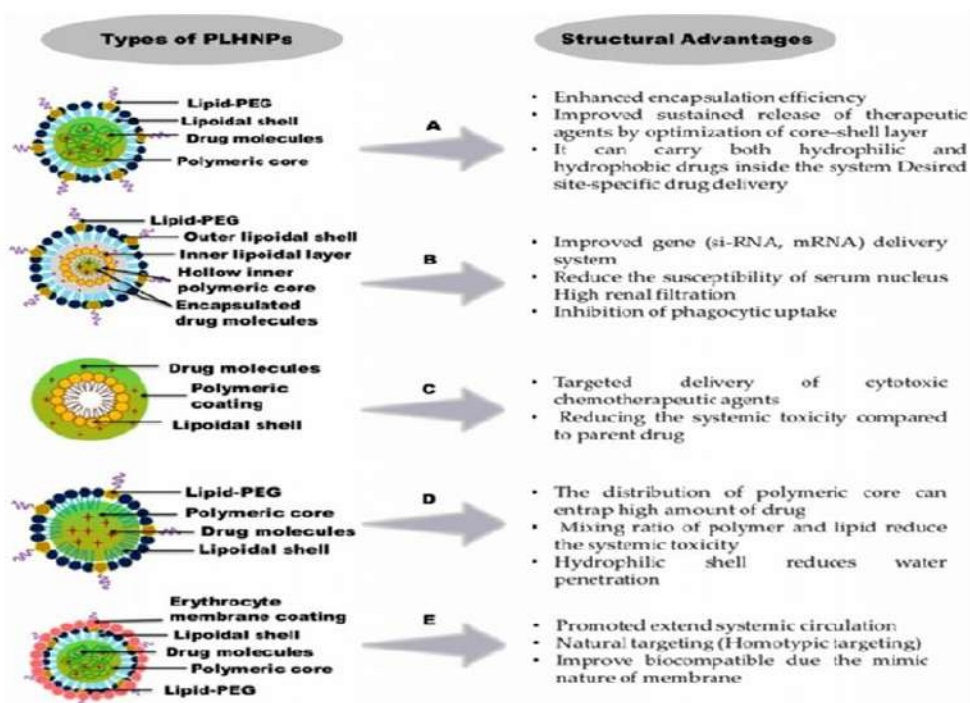 Types of PLHNPs
Structural Advantages
Lipid-PEG
Lipoidal shell
Drug molecules
Polymeric core
A
• Enhanced encapsulation efficiency
• Improved sustained release of therapeutic
agents by optimization of core-shell layer
• It can carry both hydrophilic and
hydrophobic drugs inside the system Desired
site-specific drug delivery
Lipid-PEG
Outer lipoidal shell
Inner lipoidal layer
Hollow inner
polymeric core
Encapsulated
drug molecules
B
• Improved gene (si-RNA, mRNA) delivery
system
• Reduce the susceptibility of serum nucleus
High renal filtration
• Inhibition of phagocytic uptake
Drug molecules
Polymeric
coating
Lipoidal shell
C
• Targeted delivery of cytotoxic
chemotherapeutic agents
• Reducing the systemic toxicity compared
to parent drug
Lipid-PEG
Polymeric core
Drug molecules
Lipoidal shell
D
• The distribution of polymeric core can
entrap high amount of drug
• Mixing ratio of polymer and lipid reduce
the systemic toxicity
• Hydrophilic shell reduces water
penetration
Erythrocyte
membrane coating
Lipoidal shell
Drug molecules
Polymeric core
Lipid-PEG
E
• Promoted extend systemic circulation
• Natural targeting (Homotypic targeting)
• Improve biocompatible due the mimic
nature of membrane